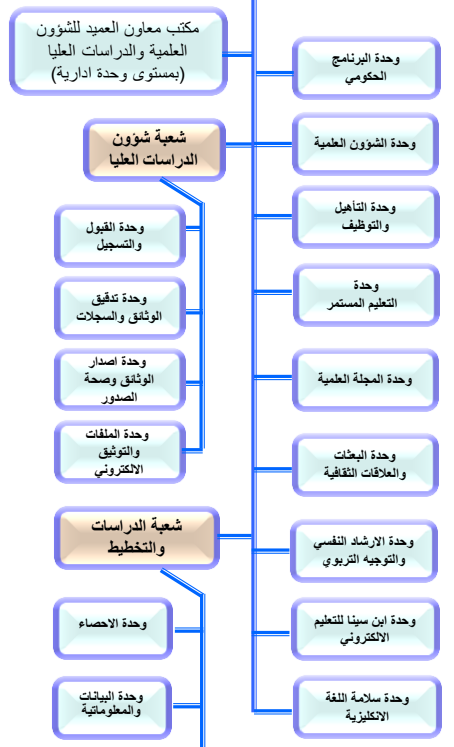 مكتب معاون العميد للشؤون
العلمية والدراسات العليا
(بمستوى وحدة ادارية)
وحدة البرنامج
الحكومي
شعبة شؤون
الدراسات العليا
وحدة الشؤون العلمية
وحدة التأهيل
والتوظيف
وحدة القبول
والتسجيل
وحدة
التعليم المستمر
وحدة تدقيق
الوثائق والسجلات
وحدة اصدار
الوثائق وصحة
الصدور
وحدة المجلة العلمية
وحدة الملفات
والتوثيق
الالكتروني
وحدة البعثات
والعلاقات الثقافية
شعبة الدراسات
والتخطيط
وحدة الارشاد النفسي
والتوجيه التربوي
وحدة الاحصاء
وحدة ابن سينا للتعليم
الالكتروني
وحدة البيانات
والمعلوماتية
وحدة سلامة اللغة
الانكليزية